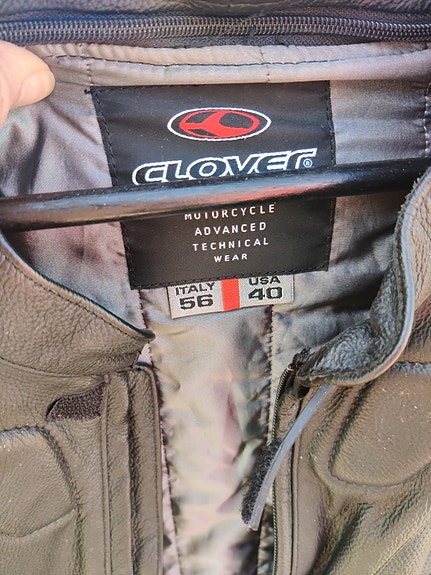 CLOVER®
MOTORCYCLE
ADVANCED
TECHNICAL
WEAR
ITALY USA
56 40